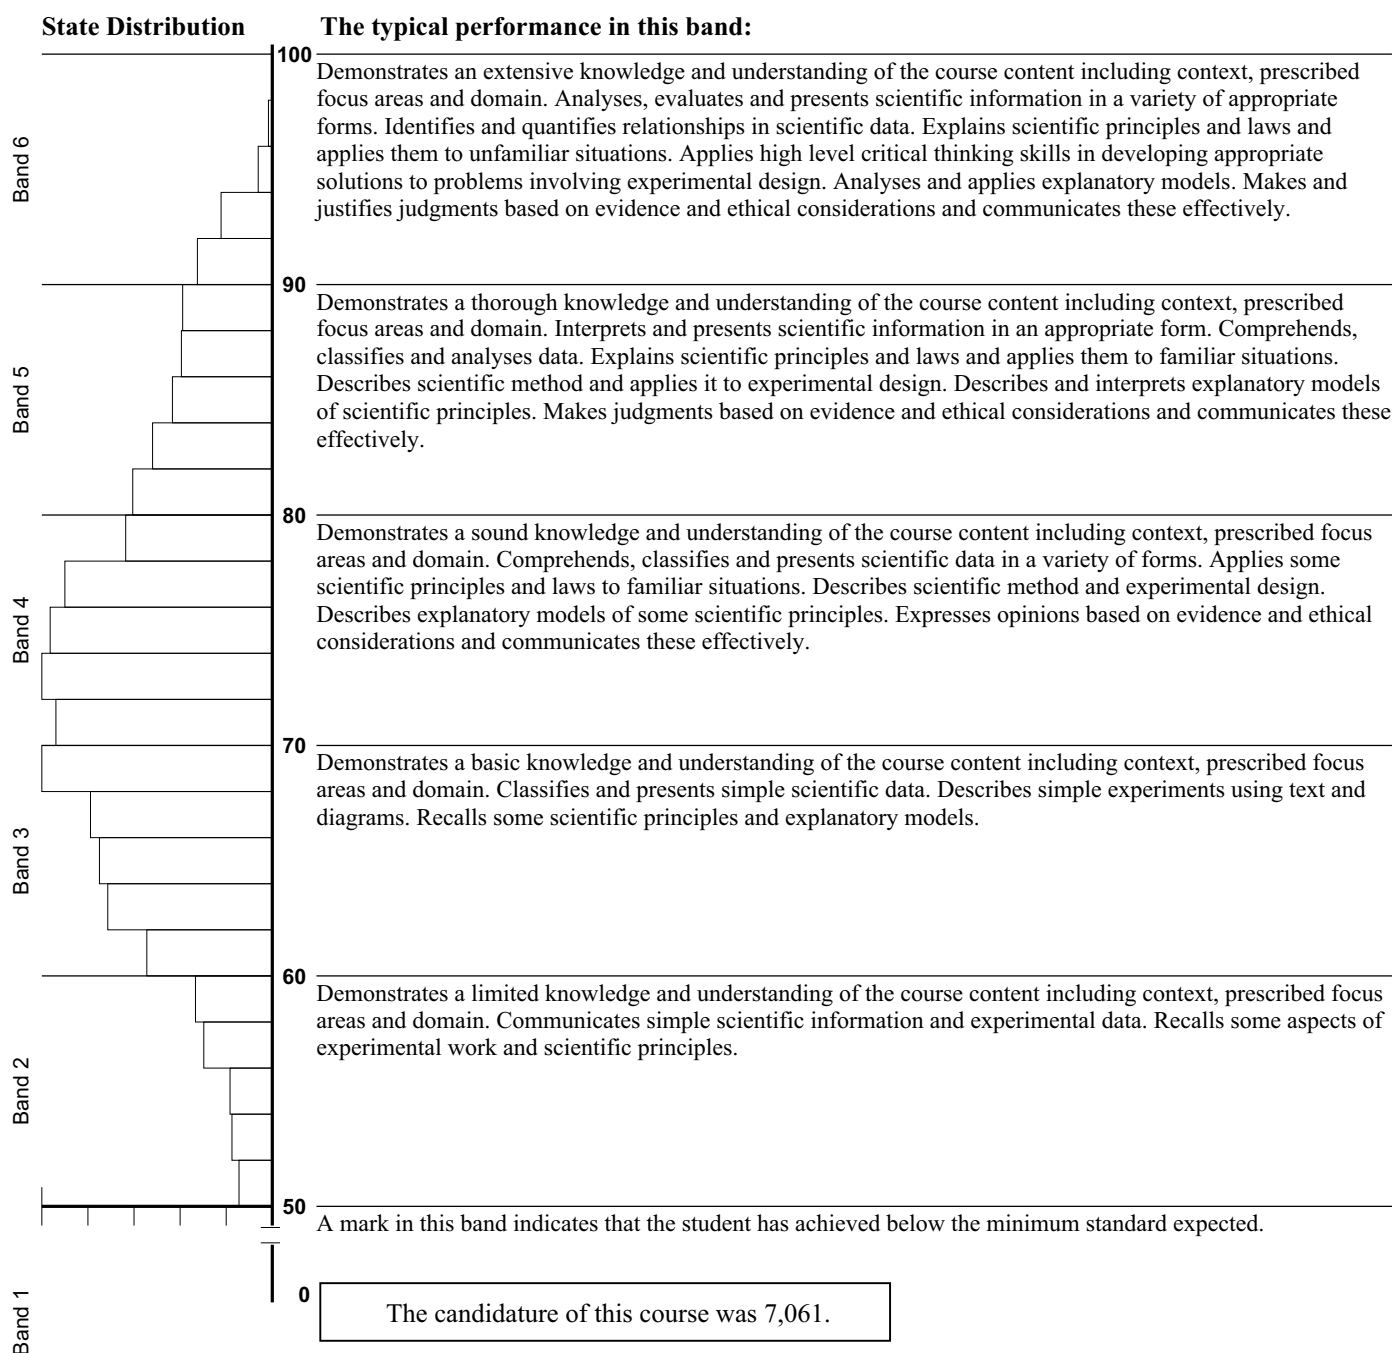 State Distribution
The typical performance in this band:
100
Demonstrates an extensive knowledge and understanding of the course content including context, prescribed
focus areas and domain. Analyses, evaluates and presents scientific information in a variety of appropriate
forms. Identifies and quantifies relationships in scientific data. Explains scientific principles and laws and
applies them to unfamiliar situations. Applies high level critical thinking skills in developing appropriate
solutions to problems involving experimental design. Analyses and applies explanatory models. Makes and
justifies judgments based on evidence and ethical considerations and communicates these effectively.
Band 6
90
Demonstrates a thorough knowledge and understanding of the course content including context, prescribed
focus areas and domain. Interprets and presents scientific information in an appropriate form. Comprehends,
classifies and analyses data. Explains scientific principles and laws and applies them to familiar situations.
Describes scientific method and applies it to experimental design. Describes and interprets explanatory models
of scientific principles. Makes judgments based on evidence and ethical considerations and communicates these
effectively.
Band 5
80
Demonstrates a sound knowledge and understanding of the course content including context, prescribed focus
areas and domain. Comprehends, classifies and presents scientific data in a variety of forms. Applies some
scientific principles and laws to familiar situations. Describes scientific method and experimental design.
Describes explanatory models of some scientific principles. Expresses opinions based on evidence and ethical
considerations and communicates these effectively.
Band 4
70
Demonstrates a basic knowledge and understanding of the course content including context, prescribed focus
areas and domain. Classifies and presents simple scientific data. Describes simple experiments using text and
diagrams. Recalls some scientific principles and explanatory models.
Band 3
60
Demonstrates a limited knowledge and understanding of the course content including context, prescribed focus
areas and domain. Communicates simple scientific information and experimental data. Recalls some aspects of
experimental work and scientific principles.
Band 2
50
A mark in this band indicates that the student has achieved below the minimum standard expected.
Band 1
0
The candidature of this course was 7,061.